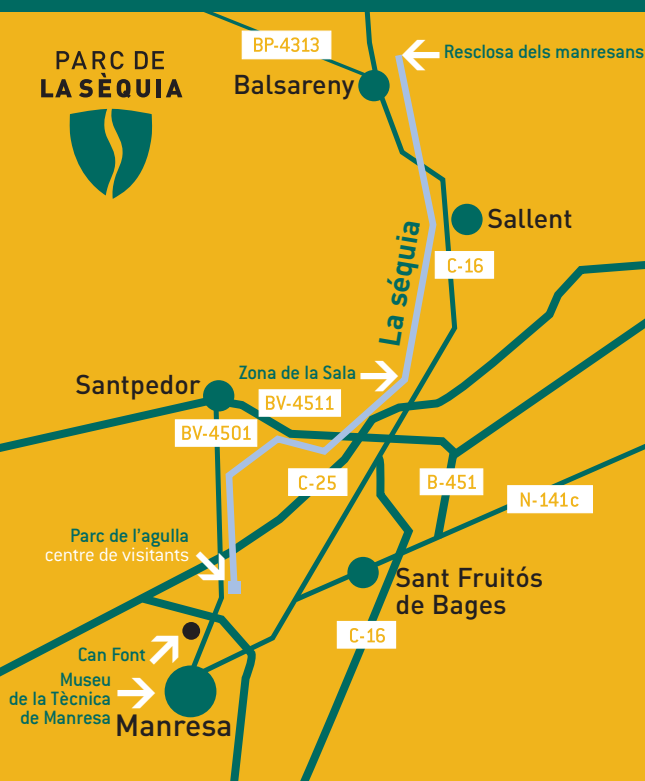 BP-4313
Resclosa dels manresans
PARC DE
LA SÈQUIA
Balsareny
Sallent
La séquia
C-16
Zona de la Sala
Santpedor
BV-4511
BV-4501
C-25
B-451
N-141c
Parc de l'agulla
centre de visitants
Sant Fruitós
de Bages
C-16
Can Font
Museu
de la Tècnica
de Manresa
Manresa